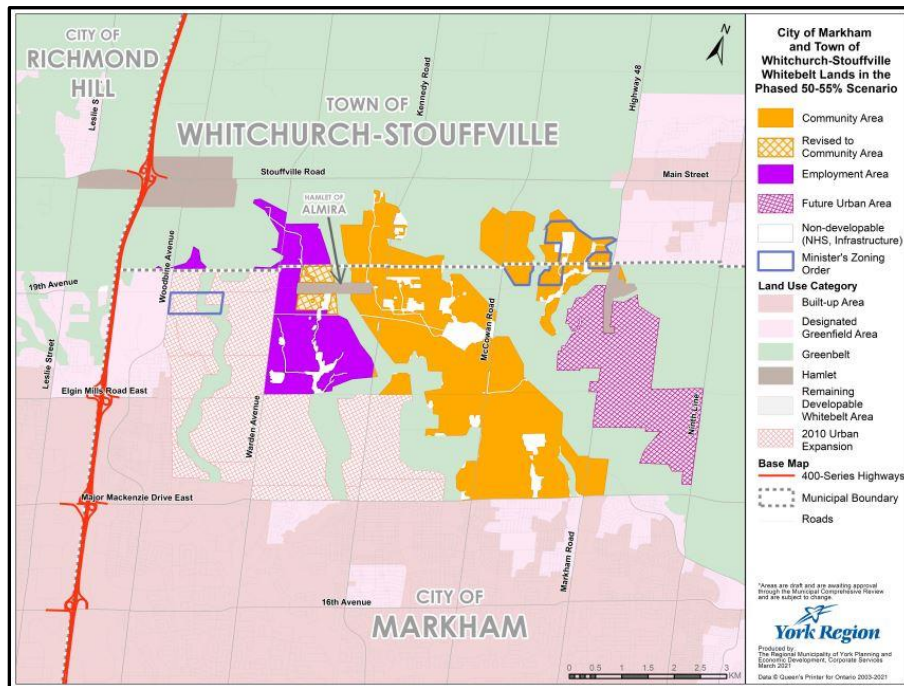 CITY OF
RICHMOND
HILL
Leslie S
TOWN OF
WHITCHURCH-STOUFFVILLE
Kennedy Road
Highway 48
Stouffville Road
Main Street
HAMLET OF
ALMIRA
Woodbine Avenue
19th Avenue
Leslie Street
McCowan Road
Elgin Mills Road East
Warden Avenue
Ninth Line
Major Mackenzie Drive East
Markham Road
16th Avenue
CITY OF
MARKHAM
0 0.5 1 1.5 2 2.5 3
KM
City of Markham
and Town of
Whitchurch-Stouffville
Whitebelt Lands in the
Phased 50-55% Scenario
Community Area
Revised to
Community Area
Employment Area
Future Urban Area
Non-developable
(NHS, Infrastructure)
Minister's Zoning
Order
Land Use Category
Built-up Area
Designated
Greenfield Area
Greenbelt
Hamlet
Remaining
Developable
Whitebelt Area
2010 Urban
Expansion
Base Map
400-Series Highways
Municipal Boundary
Roads
*Areas are draft and are awaiting approval
through the Municipal Comprehensive Review
and are subject to change.
York Region
Produced by:
The Regional Municipality of York Planning and
Economic Development, Corporate Services
March 2021
Data © Queen's Printer for Ontario 2003-2021